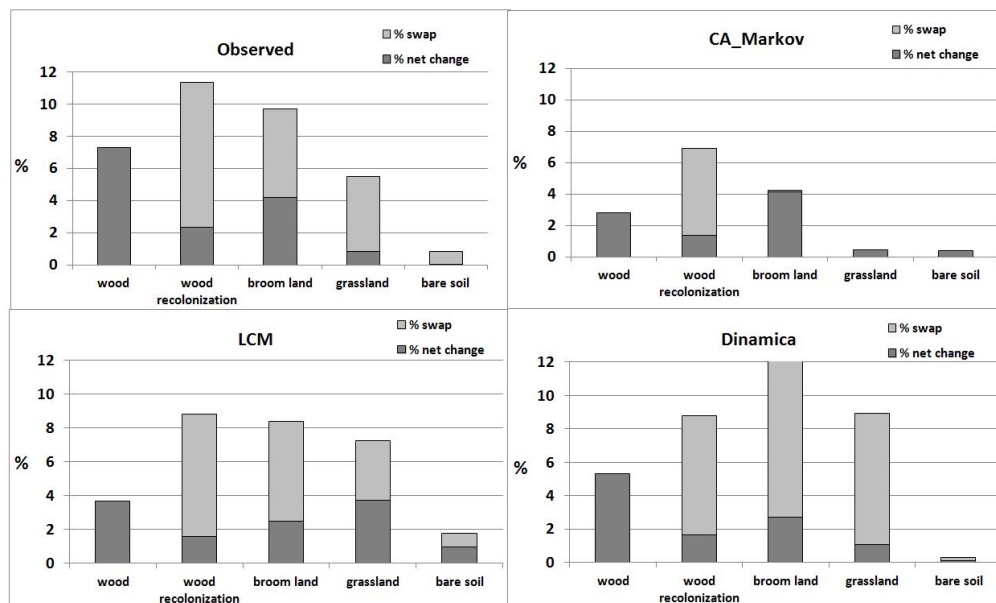 Observed
% swap
% net change
12
10
8
6
4
2
0
%
wood
wood recolonization
broom land
grassland
bare soil
CA_Markov
% swap
% net change
12
10
8
6
4
2
0
%
wood
wood recolonization
broom land
grassland
bare soil
LCM
% swap
% net change
12
10
8
6
4
2
0
%
wood
wood recolonization
broom land
grassland
bare soil
Dinamica
% swap
% net change
12
10
8
6
4
2
0
%
wood
wood recolonization
broom land
grassland
bare soil